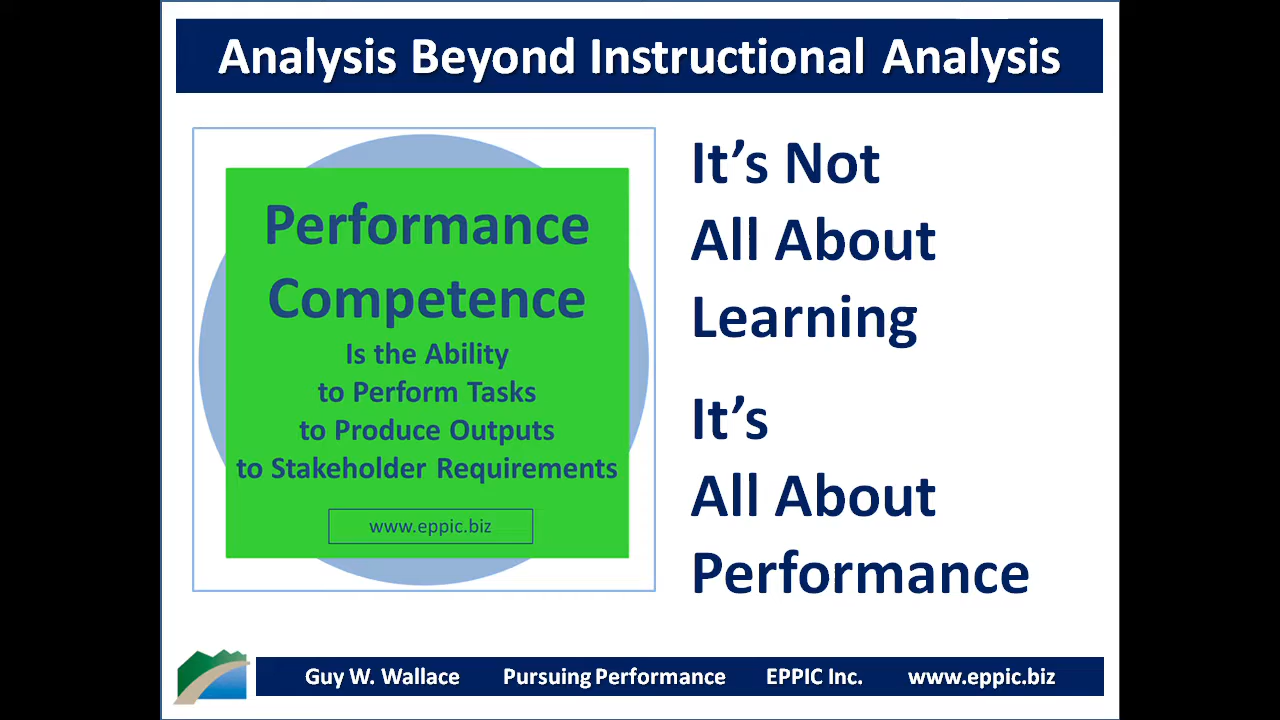 Analysis Beyond Instructional Analysis
Performance
Competence
Is the Ability
to Perform Tasks
to Produce Outputs
to Stakeholder Requirements
www.eppic.biz
It’s Not
All About
Learning
It’s
All About
Performance
Guy W. Wallace Pursuing Performance EPPIC Inc. www.eppic.biz